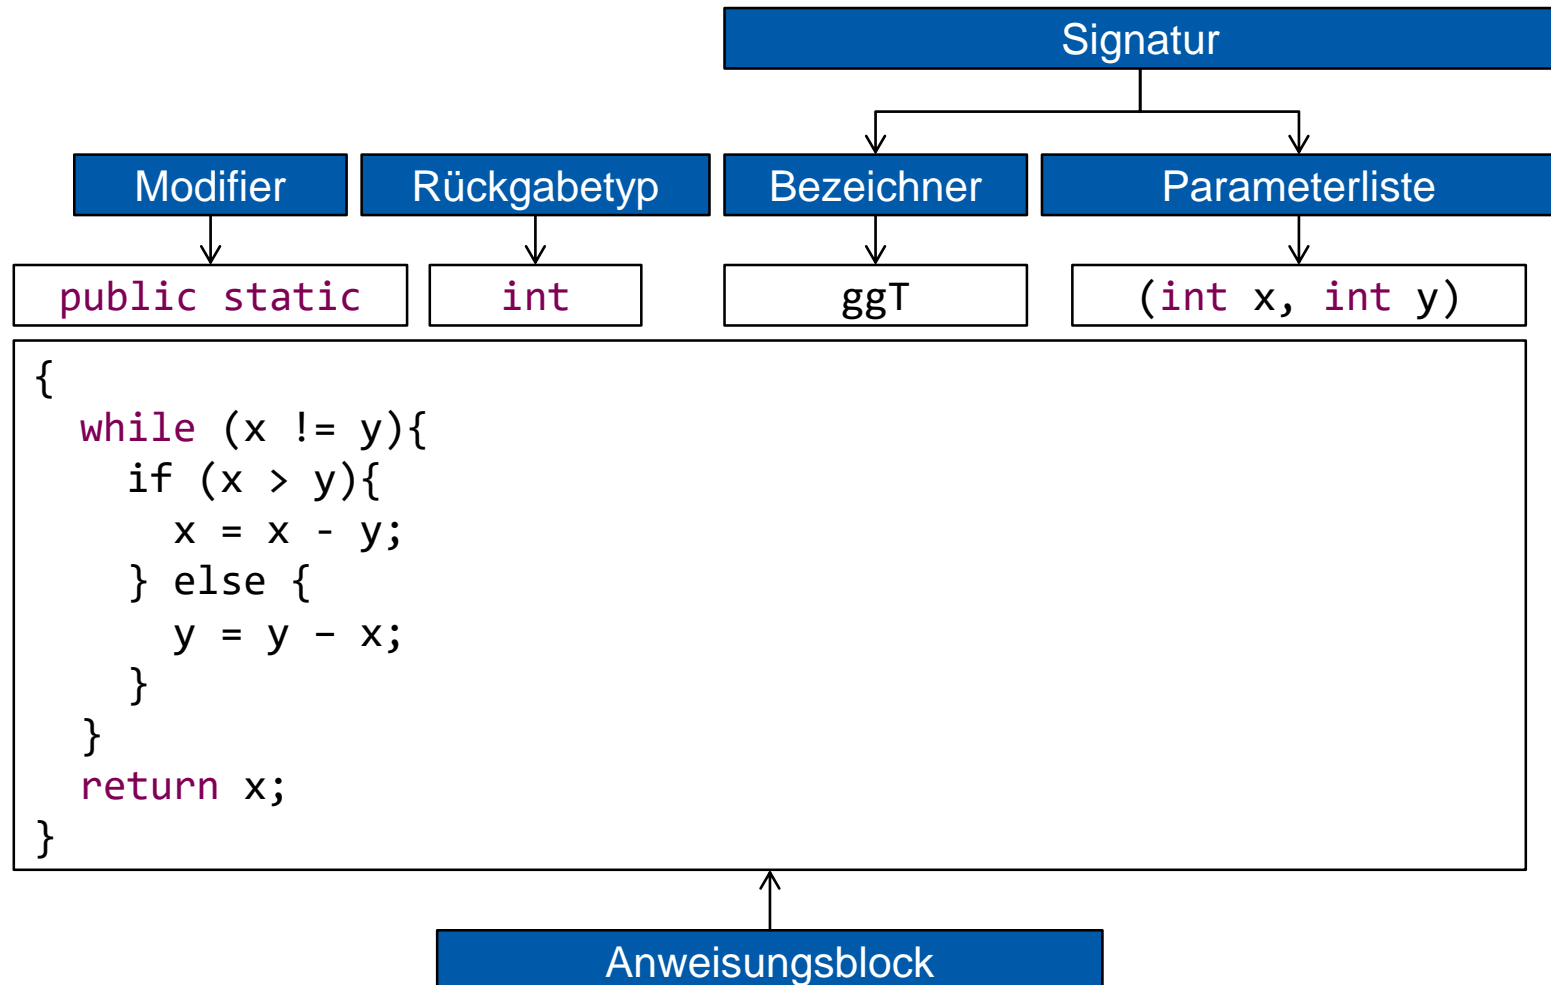 Signatur
Modifier Rückgabetyp Bezeichner Parameterliste
public static int ggT (int x, int y)
{
  while (x != y){
    if (x > y){
      x = x - y;
    } else {
      y = y – x;
    }
  }
  return x;
}
Anweisungsblock